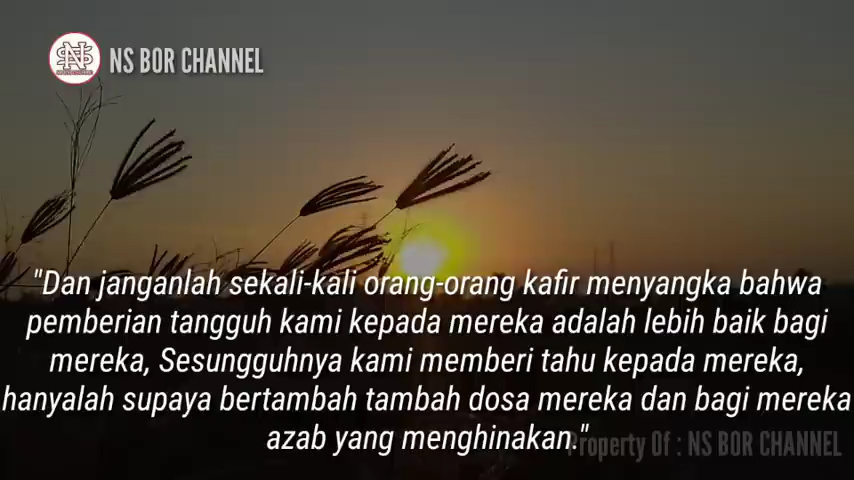 NS BOR CHANNEL
"Dan janganlah sekali-kali orang-orang kafir menyangka bahwa
pemberian tangguh kami kepada mereka adalah lebih baik bagi
mereka, Sesungguhnya kami memberi tahu kepada mereka,
hanyalah supaya bertambah tambah dosa mereka dan bagi mereka
azab yang menghinakan."
Property Of : NS BOR CHANNEL